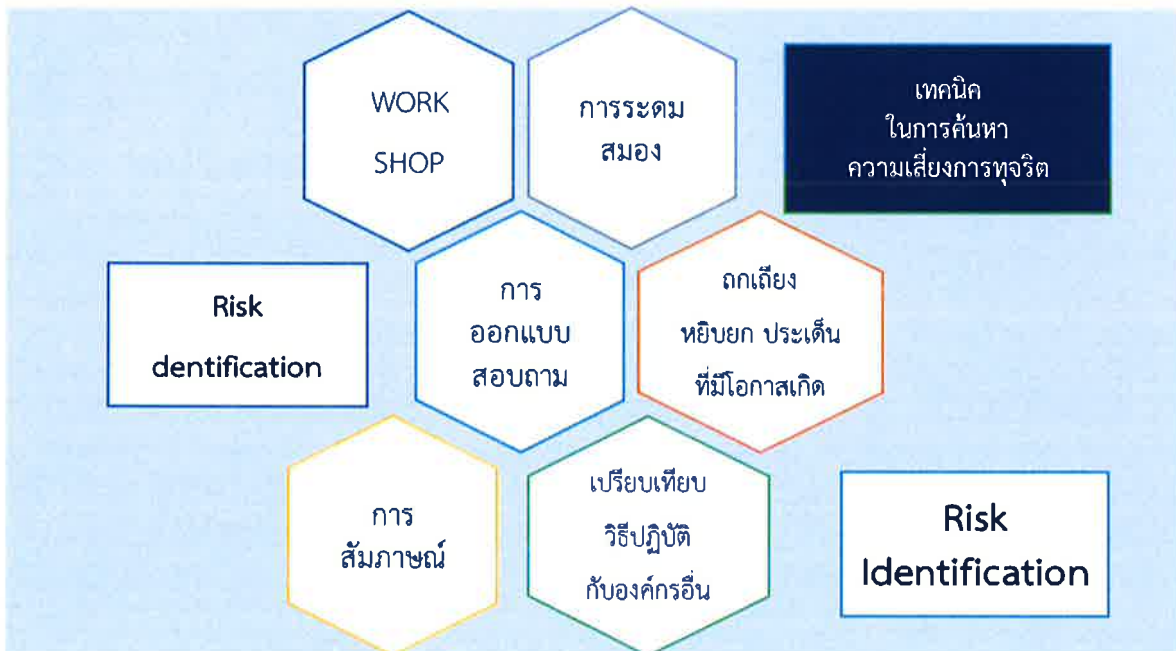 WORK
SHOP
การระดม
สมอง
เทคนิค
ในการค้นหา
ความเสี่ยงการทุจริต
Risk
dentification
การ
ออกแบบ
สอบถาม
ถกเถียง
หยิบยก ประเด็น
ที่มีโอกาสเกิด
การ
สัมภาษณ์
เปรียบเทียบ
วิธีปฏิบัติ
กับองค์กรอื่น
Risk
Identification